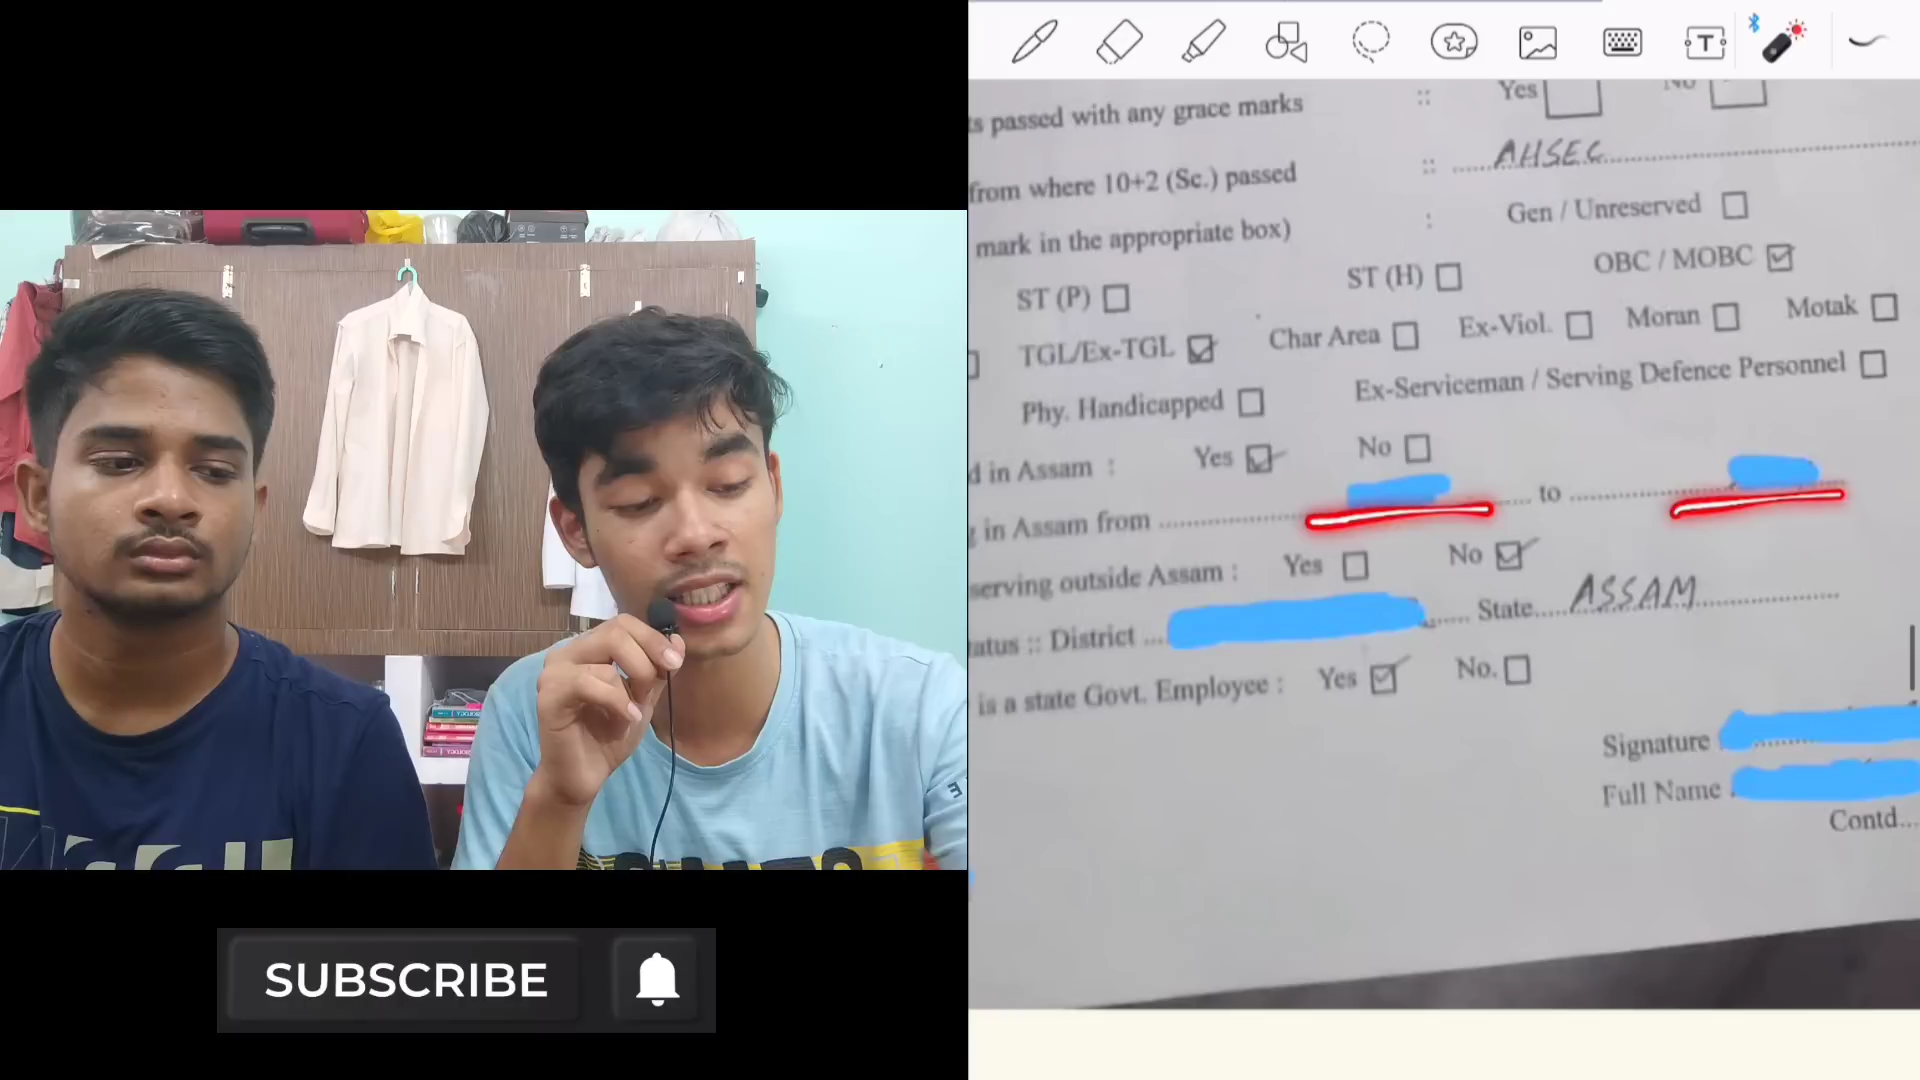 T
ts passed with any grace marks :: Yes No
from where 10+2 (Sc.) passed :: AHSEC
mark in the appropriate box) : Gen / Unreserved
ST (P) ST (H) OBC / MOBC
TGL/Ex-TGL Char Area Ex-Viol. Moran Motak
Phy. Handicapped Ex-Serviceman / Serving Defence Personnel
d in Assam : Yes No
g in Assam from to
serving outside Assam : Yes No
atus :: District State ASSAM
is a state Govt. Employee : Yes No.
Signature
Full Name
Contd...
SUBSCRIBE